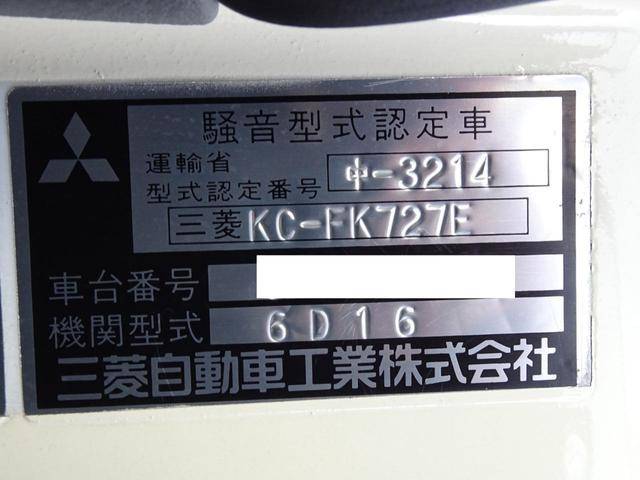 騒音型式認定車
運輸省
型式認定番号 中-3214
三菱 KC-FK727E
車台番号
機関型式 6D16
三菱自動車工業株式会社